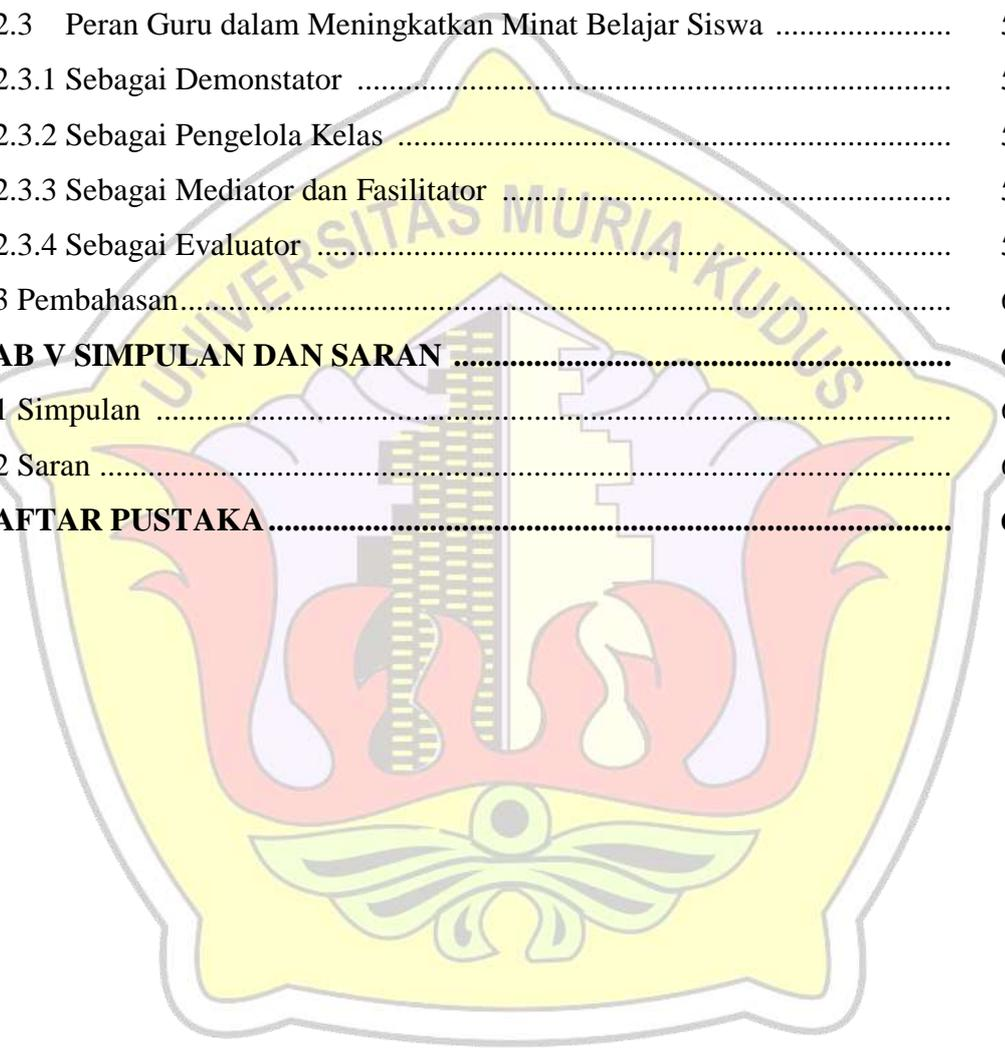 2.3 Peran Guru dalam Meningkatkan Minat Belajar Siswa ......................
2.3.1 Sebagai Demonstator ..........................................................................
2.3.2 Sebagai Pengelola Kelas .....................................................................
2.3.3 Sebagai Mediator dan Fasilitator ........................................................
2.3.4 Sebagai Evaluator ...............................................................................
3 Pembahasan................................................................................................
AB V SIMPULAN DAN SARAN ..............................................................
1 Simpulan ...................................................................................................
2 Saran ..........................................................................................................
AFTAR PUSTAKA.....................................................................................
UNIVERSITAS MURIA KUDUS